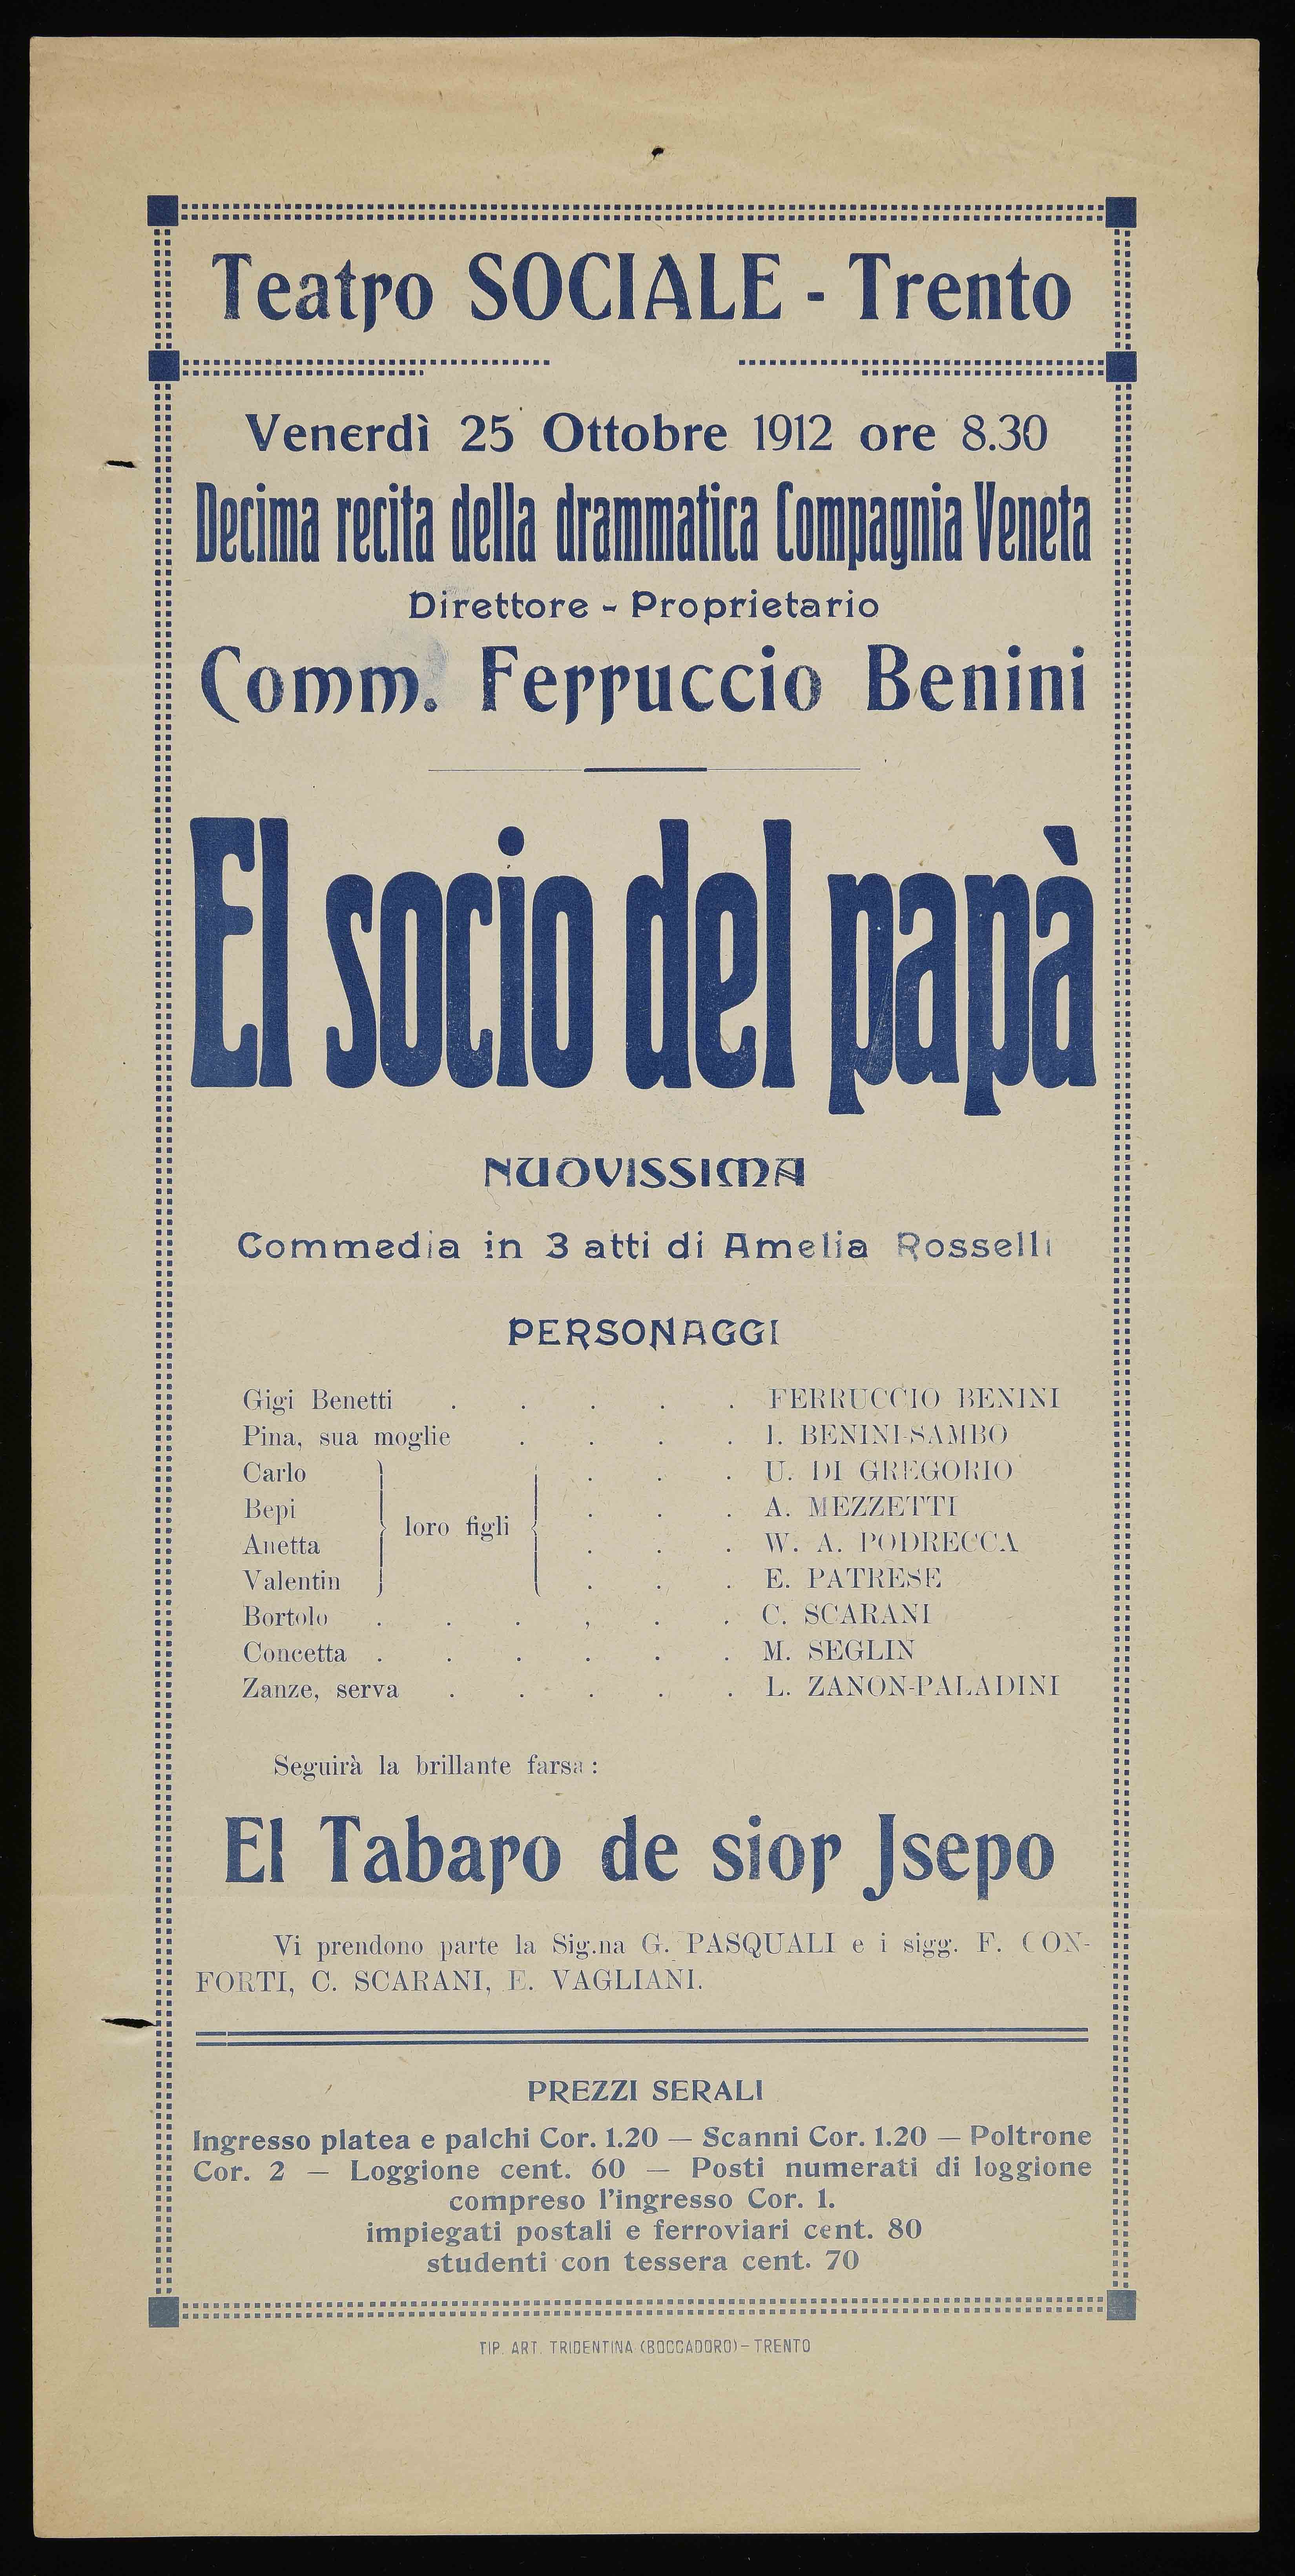 Teatro SOCIALE - Trento
Venerdì 25 Ottobre 1912 ore 8.30
Decima recita della drammatica Compagnia Veneta
Direttore - Proprietario
Comm. Ferruccio Benini
El socio del papà
NUOVISSIMA
Commedia in 3 atti di Amelia Rosselli
PERSONAGGI
Gigi Benetti . . . . . FERRUCCIO BENINI
Pina, sua moglie . . . . I. BENINI-SAMBO
Carlo . . . U. DI GREGORIO
Bepi . . . A. MEZZETTI
loro figli
Anetta . . . W. A. PODRECCA
Valentin . . . E. PATRESE
Bortolo . . . , . . C. SCARANI
Concetta . . . . . . M. SEGLIN
Zanze, serva . . . . . L. ZANON-PALADINI
Seguirà la brillante farsa:
El Tabaro de sior Jsepo
Vi prendono parte la Sig.na G. PASQUALI e i sigg. F. CON-
FORTI, C. SCARANI, E. VAGLIANI.
PREZZI SERALI
Ingresso platea e palchi Cor. 1.20 — Scanni Cor. 1.20 — Poltrone
Cor. 2 — Loggione cent. 60 — Posti numerati di loggione
compreso l'ingresso Cor. 1.
impiegati postali e ferroviari cent. 80
studenti con tessera cent. 70
TIP. ART. TRIDENTINA (BOCCADORO) - TRENTO